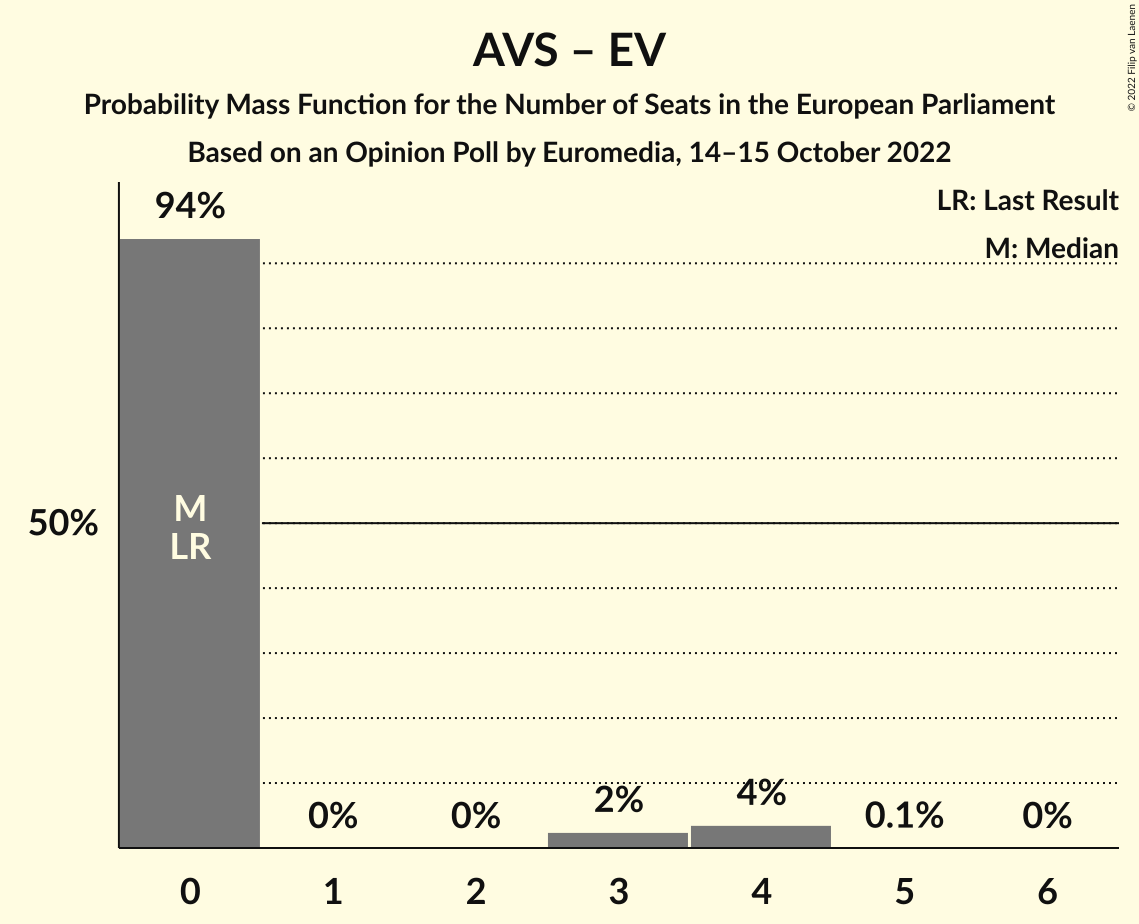 AVS – EV
Probability Mass Function for the Number of Seats in the European Parliament
Based on an Opinion Poll by Euromedia, 14–15 October 2022
© 2022 Filip van Laenen
LR: Last Result
M: Median
94%
50%
M
LR
0%
0%
2%
4%
0.1%
0%
0
1
2
3
4
5
6